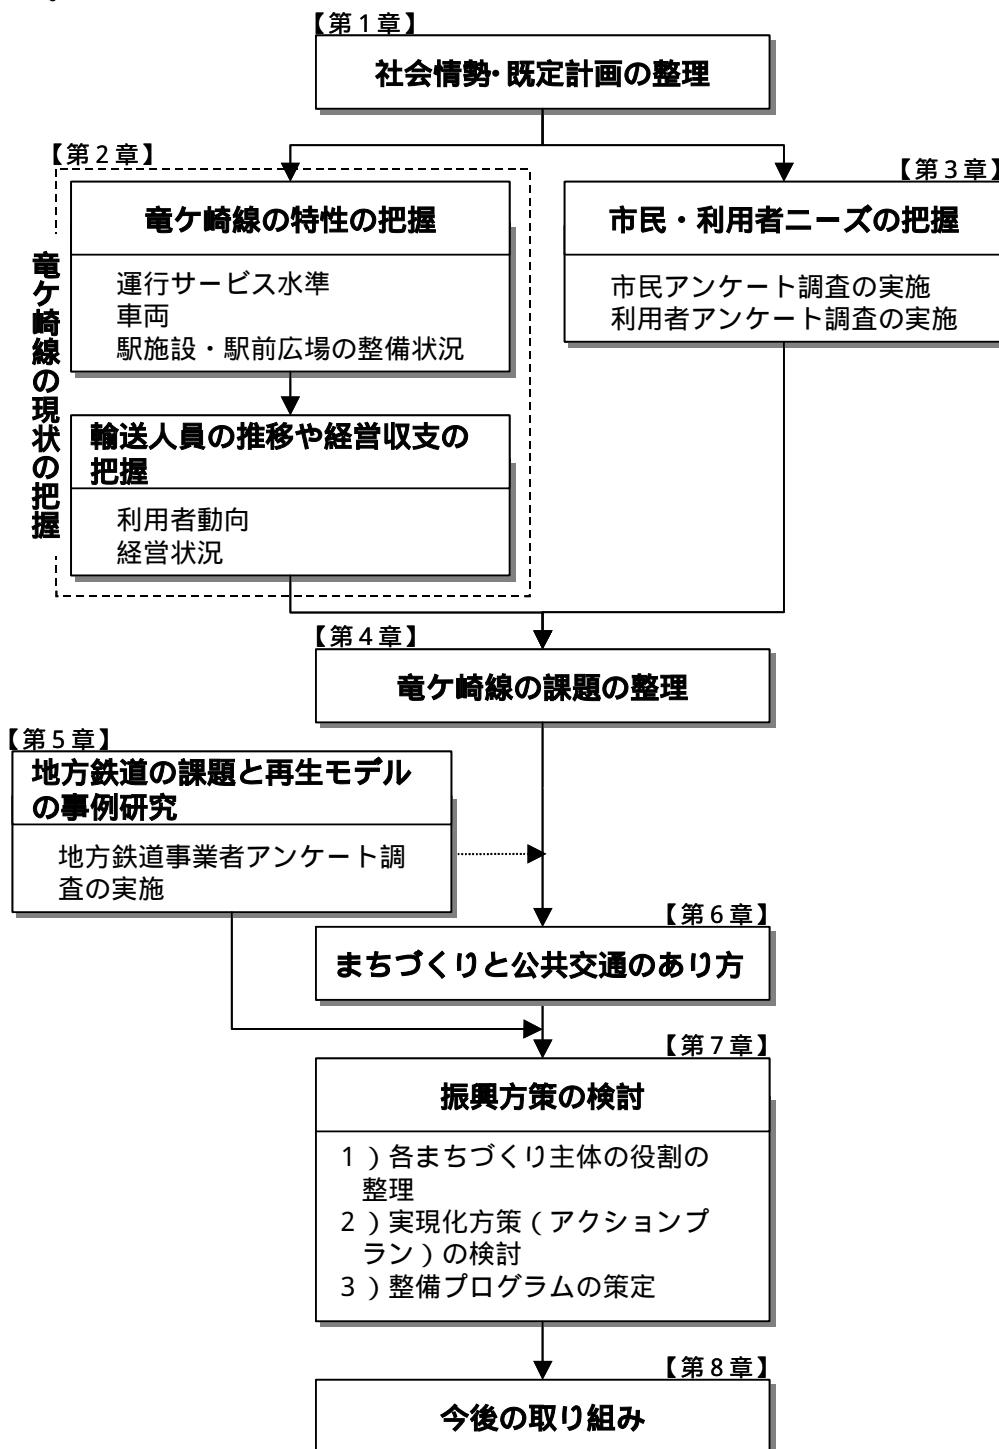 【第１章】
社会情勢・既定計画の整理
【第２章】
竜ケ崎線の現状の把握
竜ケ崎線の特性の把握
運行サービス水準
車両
駅施設・駅前広場の整備状況
輸送人員の推移や経営収支の
把握
利用者動向
経営状況
【第３章】
市民・利用者ニーズの把握
市民アンケート調査の実施
利用者アンケート調査の実施
【第４章】
竜ケ崎線の課題の整理
【第５章】
地方鉄道の課題と再生モデル
の事例研究
地方鉄道事業者アンケート調
査の実施
【第６章】
まちづくりと公共交通のあり方
【第７章】
振興方策の検討
１）各まちづくり主体の役割の
整理
２）実現化方策（アクションプ
ラン）の検討
３）整備プログラムの策定
【第８章】
今後の取り組み